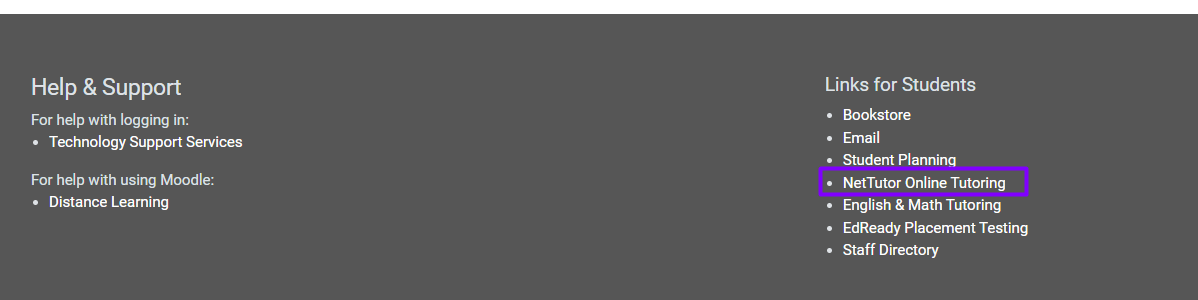 Help & Support
For help with logging in:
• Technology Support Services
For help with using Moodle:
• Distance Learning
Links for Students
• Bookstore
• Email
• Student Planning
• NetTutor Online Tutoring
• English & Math Tutoring
• EdReady Placement Testing
• Staff Directory